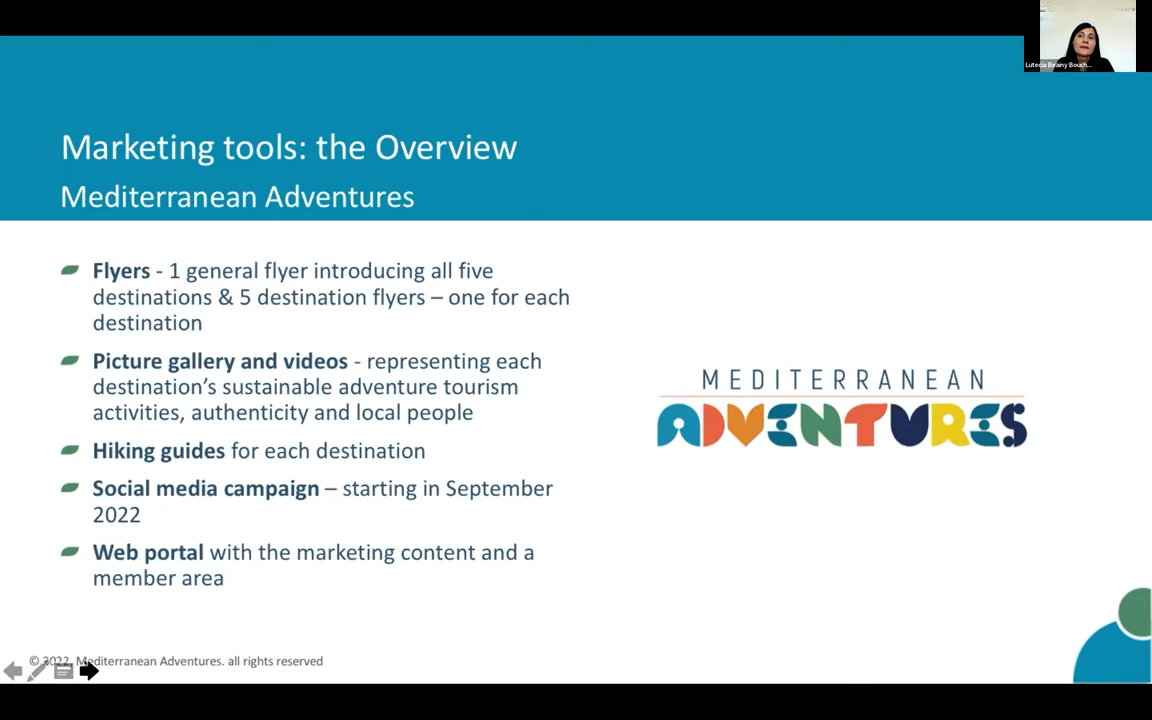 Lutecia Beainy Bouch...
Marketing tools: the Overview
Mediterranean Adventures
Flyers - 1 general flyer introducing all five
destinations & 5 destination flyers – one for each
destination
Picture gallery and videos - representing each
destination’s sustainable adventure tourism
activities, authenticity and local people
Hiking guides for each destination
Social media campaign – starting in September
2022
Web portal with the marketing content and a
member area
MEDITERRANEAN
ADVENTURES
© 2022, Mediterranean Adventures. all rights reserved